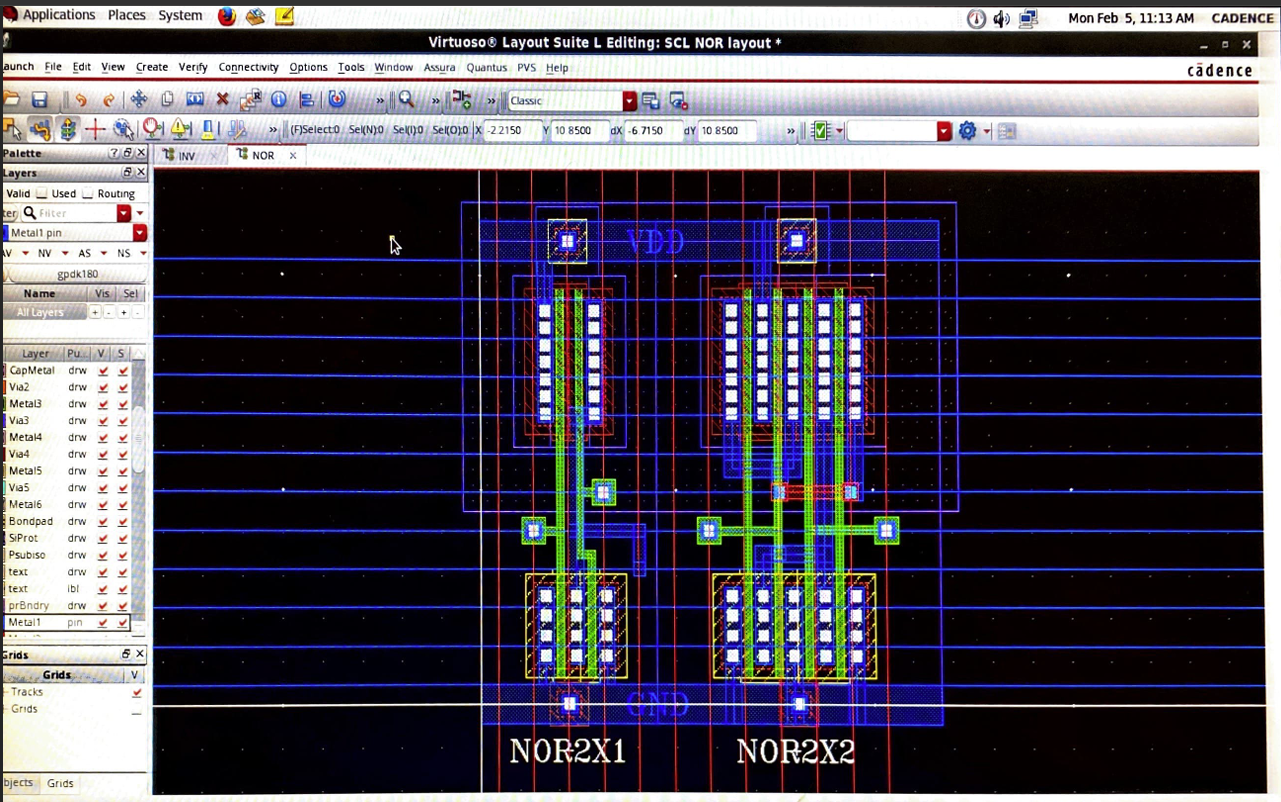 Applications Places System Mon Feb 5, 11:13 AM CADENCE
Virtuoso® Layout Suite L Editing: SCL NOR layout *
aunch File Edit View Create Verify Connectivity Options Tools Window Assura Quantus PVS Help cādence
» » » Classic
» (F)Select:0 Sel(N):0 Sel(I):0 Sel(O):0 X -2.2150 Y 10.8500 dX -6.7150 dY 10.8500 »
Palette ? INV NOR
Layers
Valid Used Routing
Filter
Metal1 pin
AV NV AS NS
gpdk180
Name Vis Sel
All Layers + - + -
Layer Pu... V S
CapMetal drw
Via2 drw
Metal3 drw
Via3 drw
Metal4 drw
Via4 drw
Metal5 drw
Via5 drw
Metal6 drw
Bondpad drw
SiProt drw
Psubiso drw
text drw
text lbl
prBndry drw
Metal1 pin
Grids
Grids V
Tracks
Grids
bjects Grids
VDD
GND
NOR2X1 NOR2X2